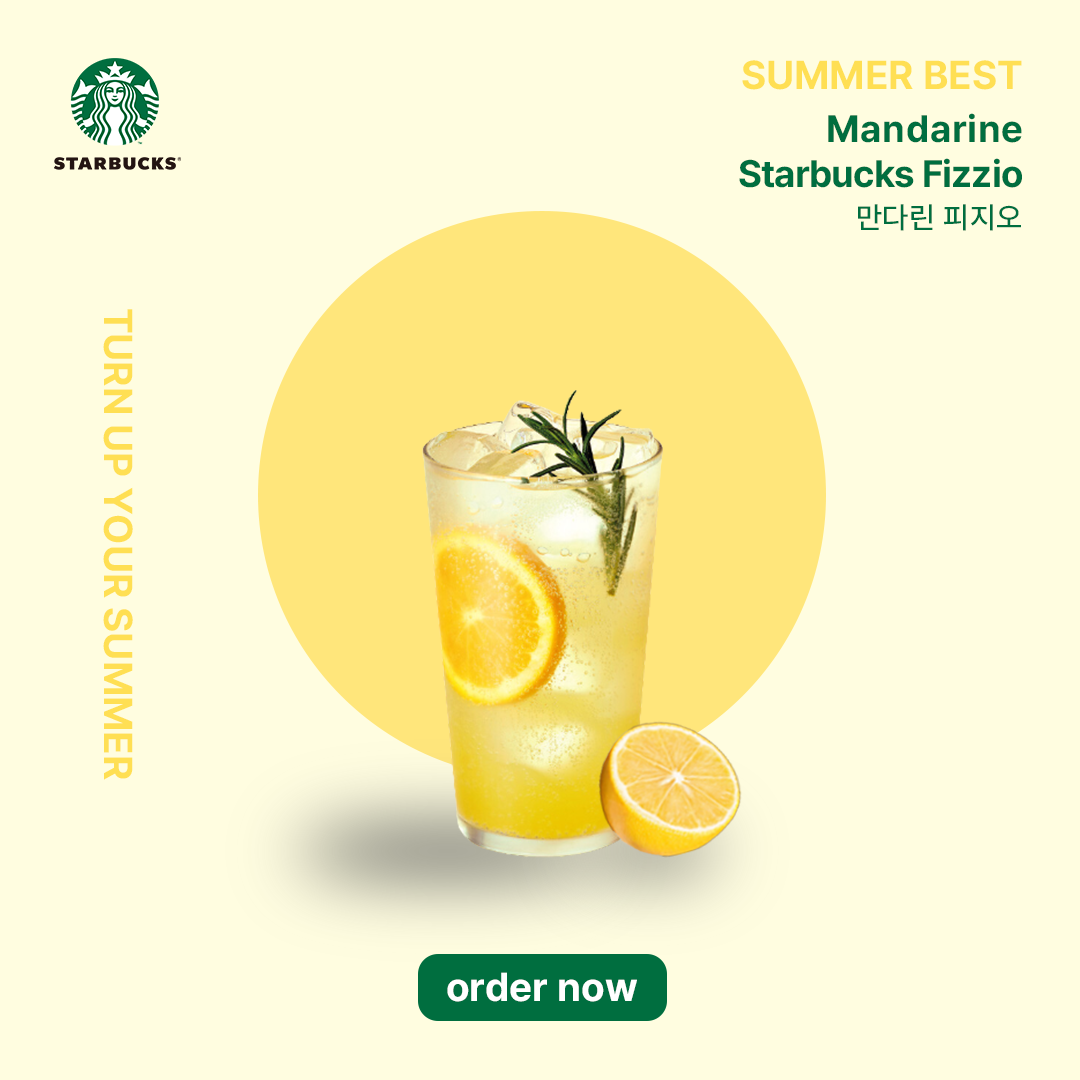 STARBUCKS®
SUMMER BEST
Mandarine
Starbucks Fizzio
만다린 피지오
TURN UP YOUR SUMMER
order now